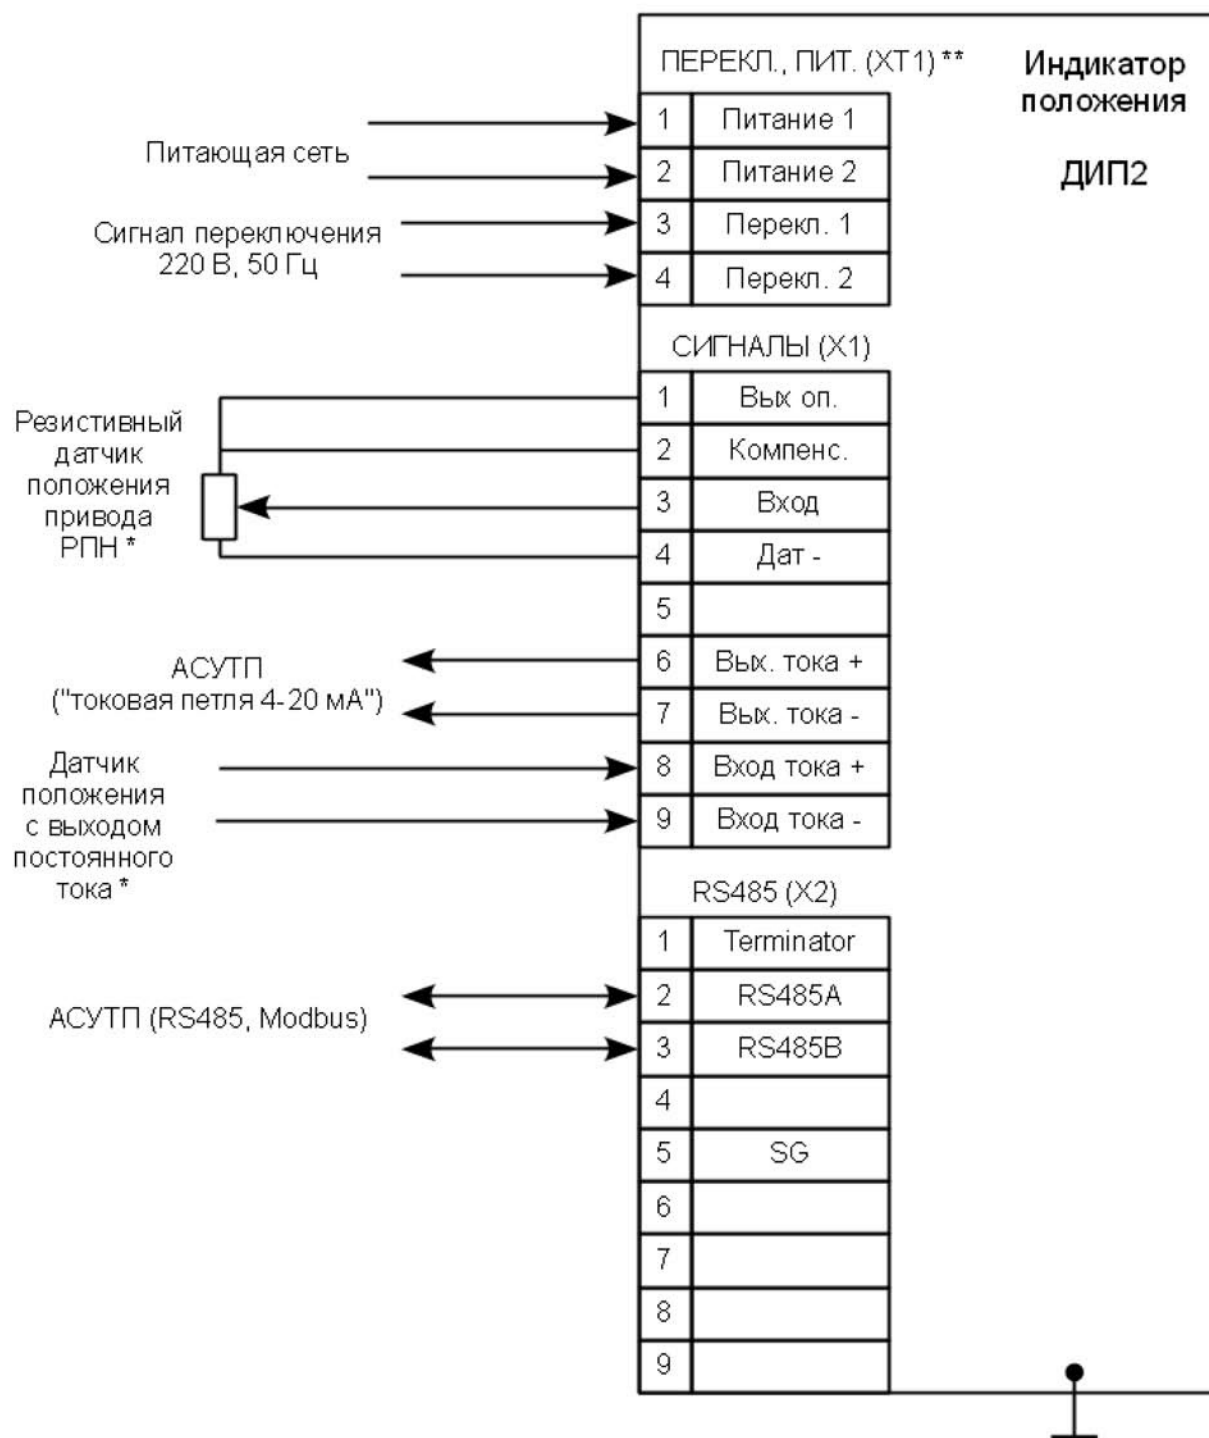 ПЕРЕКЛ., ПИТ. (XT1) **
Индикатор
положения
ДИП2
Питающая сеть
1 Питание 1
2 Питание 2
Сигнал переключения
220 В, 50 Гц
3 Перекл. 1
4 Перекл. 2
СИГНАЛЫ (X1)
Резистивный
датчик
положения
привода
РПН *
1 Вых оп.
2 Компенс.
3 Вход
4 Дат -
5
АСУТП
("токовая петля 4-20 мА")
6 Вых. тока +
7 Вых. тока -
Датчик
положения
с выходом
постоянного
тока *
8 Вход тока +
9 Вход тока -
RS485 (X2)
1 Terminator
АСУТП (RS485, Modbus)
2 RS485A
3 RS485B
4
5 SG
6
7
8
9